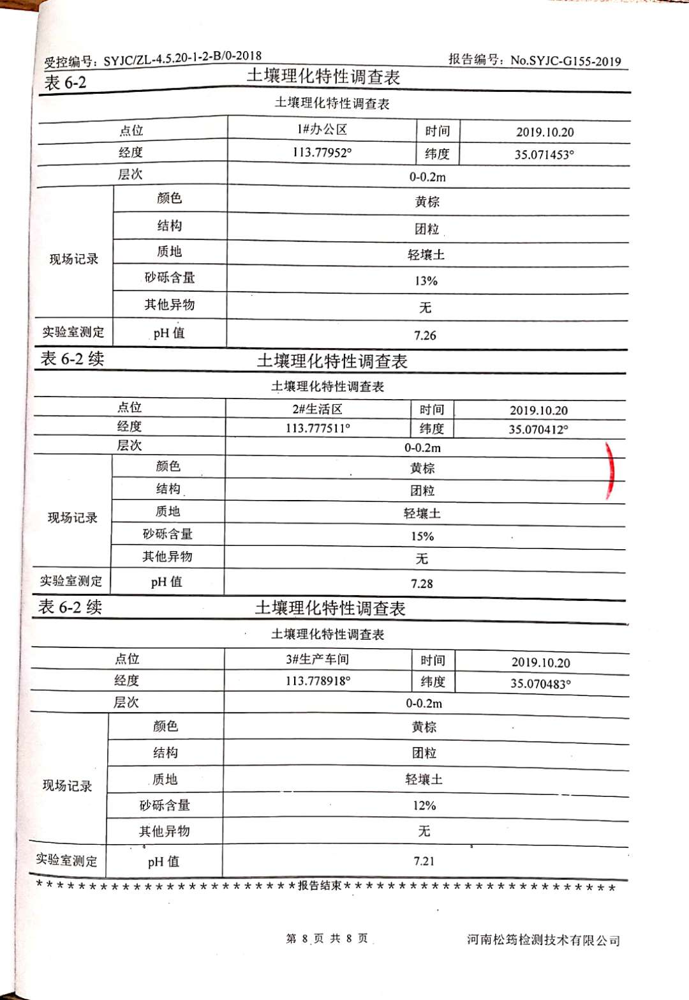 受控编号：SYJC/ZL-4.5.20-1-2-B/0-2018 报告编号：No.SYJC-G155-2019
表 6-2 土壤理化特性调查表
土壤理化特性调查表
点位 1#办公区 时间 2019.10.20
经度 113.77952° 纬度 35.071453°
层次 0-0.2m
现场记录 颜色 黄棕
结构 团粒
质地 轻壤土
砂砾含量 13%
其他异物 无
实验室测定 pH 值 7.26
表 6-2 续 土壤理化特性调查表
土壤理化特性调查表
点位 2#生活区 时间 2019.10.20
经度 113.777511° 纬度 35.070412°
层次 0-0.2m
现场记录 颜色 黄棕
结构 团粒
质地 轻壤土
砂砾含量 15%
其他异物 无
实验室测定 pH 值 7.28
表 6-2 续 土壤理化特性调查表
土壤理化特性调查表
点位 3#生产车间 时间 2019.10.20
经度 113.778918° 纬度 35.070483°
层次 0-0.2m
现场记录 颜色 黄棕
结构 团粒
质地 轻壤土
砂砾含量 12%
其他异物 无
实验室测定 pH 值 7.21
************************报告结束*************************
第 8 页 共 8 页 河南松筠检测技术有限公司